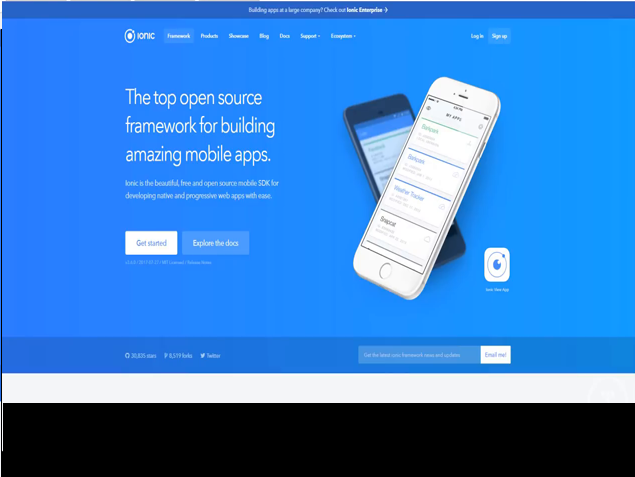 Building apps at a large company? Check out Ionic Enterprise →
IONIC Framework Products Showcase Blog Docs Support Ecosystem Log In Sign up
The top open source
framework for building
amazing mobile apps.
Ionic is the beautiful, free and open source mobile SDK for
developing native and progressive web apps with ease.
Get started Explore the docs
MY APPS
Weather Tracker
Snapcat
Ionic View App
30,835 stars 8,519 forks Twitter
Get the latest ionic framework news and updates Email me!